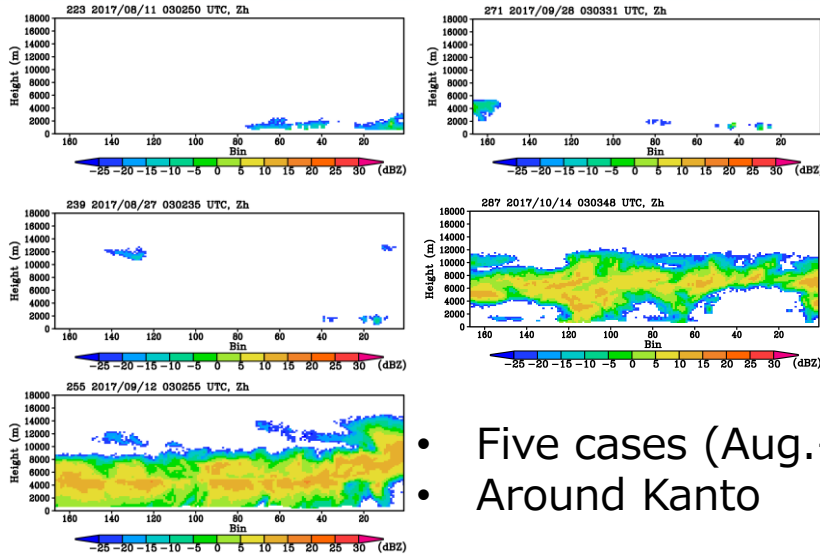 223 2017/08/11 030250 UTC, Zh
Height (m)
18000
16000
14000
12000
10000
8000
6000
4000
2000
0
160 140 120 100 80 60 40 20
Bin
-25 -20 -15 -10 -5 0 5 10 15 20 25 30 (dBZ)
271 2017/09/28 030331 UTC, Zh
Height (m)
18000
16000
14000
12000
10000
8000
6000
4000
2000
0
160 140 120 100 80 60 40 20
Bin
-25 -20 -15 -10 -5 0 5 10 15 20 25 30 (dBZ)
239 2017/08/27 030235 UTC, Zh
Height (m)
18000
16000
14000
12000
10000
8000
6000
4000
2000
0
160 140 120 100 80 60 40 20
Bin
-25 -20 -15 -10 -5 0 5 10 15 20 25 30 (dBZ)
287 2017/10/14 030348 UTC, Zh
Height (m)
18000
16000
14000
12000
10000
8000
6000
4000
2000
0
160 140 120 100 80 60 40 20
Bin
-25 -20 -15 -10 -5 0 5 10 15 20 25 30 (dBZ)
255 2017/09/12 030255 UTC, Zh
Height (m)
18000
16000
14000
12000
10000
8000
6000
4000
2000
0
160 140 120 100 80 60 40 20
Bin
-25 -20 -15 -10 -5 0 5 10 15 20 25 30 (dBZ)
• Five cases (Aug.-
• Around Kanto